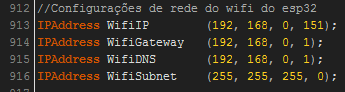 912 //Configurações de rede do wifi do esp32
913 IPAddress WifiIP (192, 168, 0, 151);
914 IPAddress WifiGateway (192, 168, 0, 1);
915 IPAddress WifiDNS (192, 168, 0, 1);
916 IPAddress WifiSubnet (255, 255, 255, 0);
917